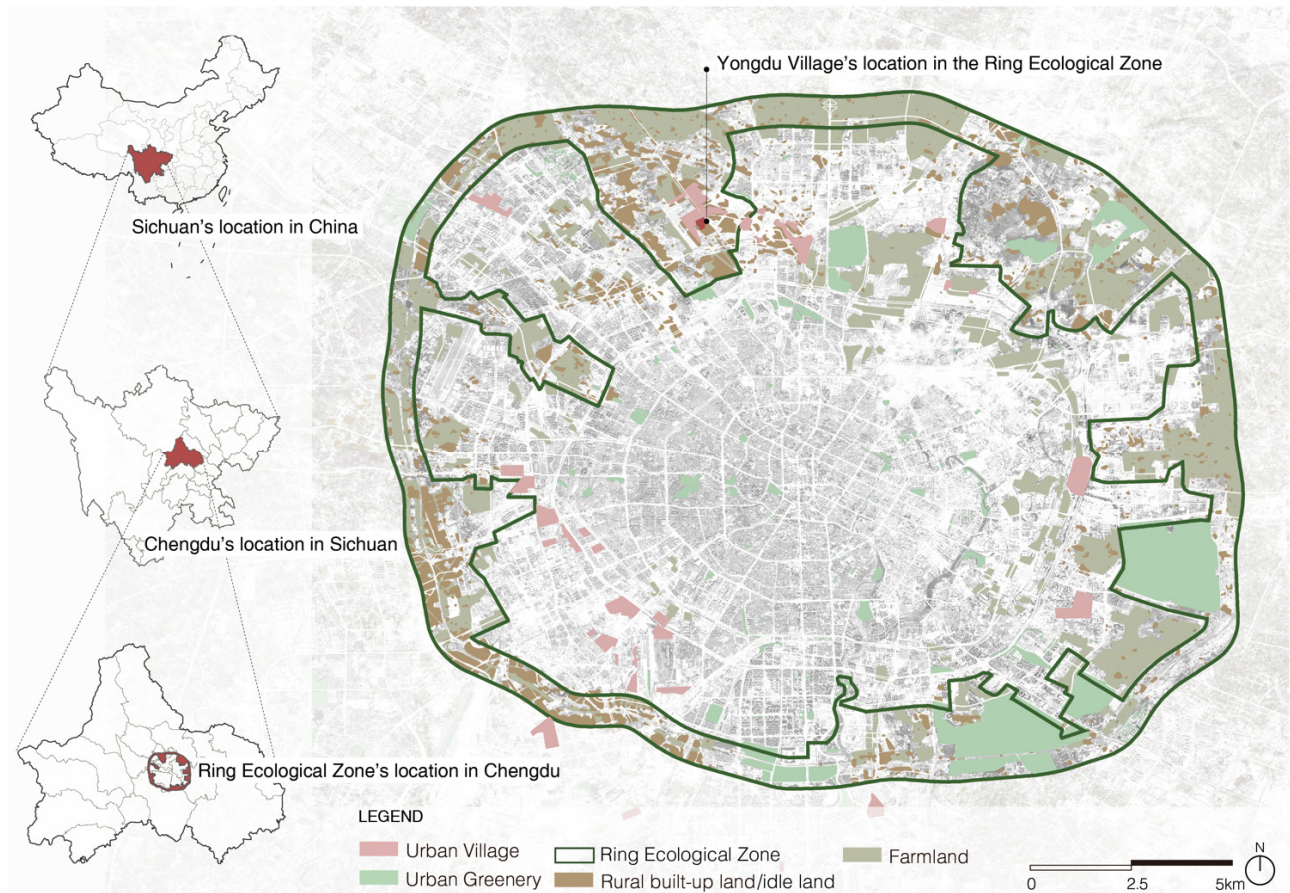 Yongdu Village's location in the Ring Ecological Zone
Sichuan's location in China
Chengdu's location in Sichuan
Ring Ecological Zone's location in Chengdu
LEGEND
Urban Village
Ring Ecological Zone
Farmland
Urban Greenery
Rural built-up land/idle land
N
0 2.5 5km